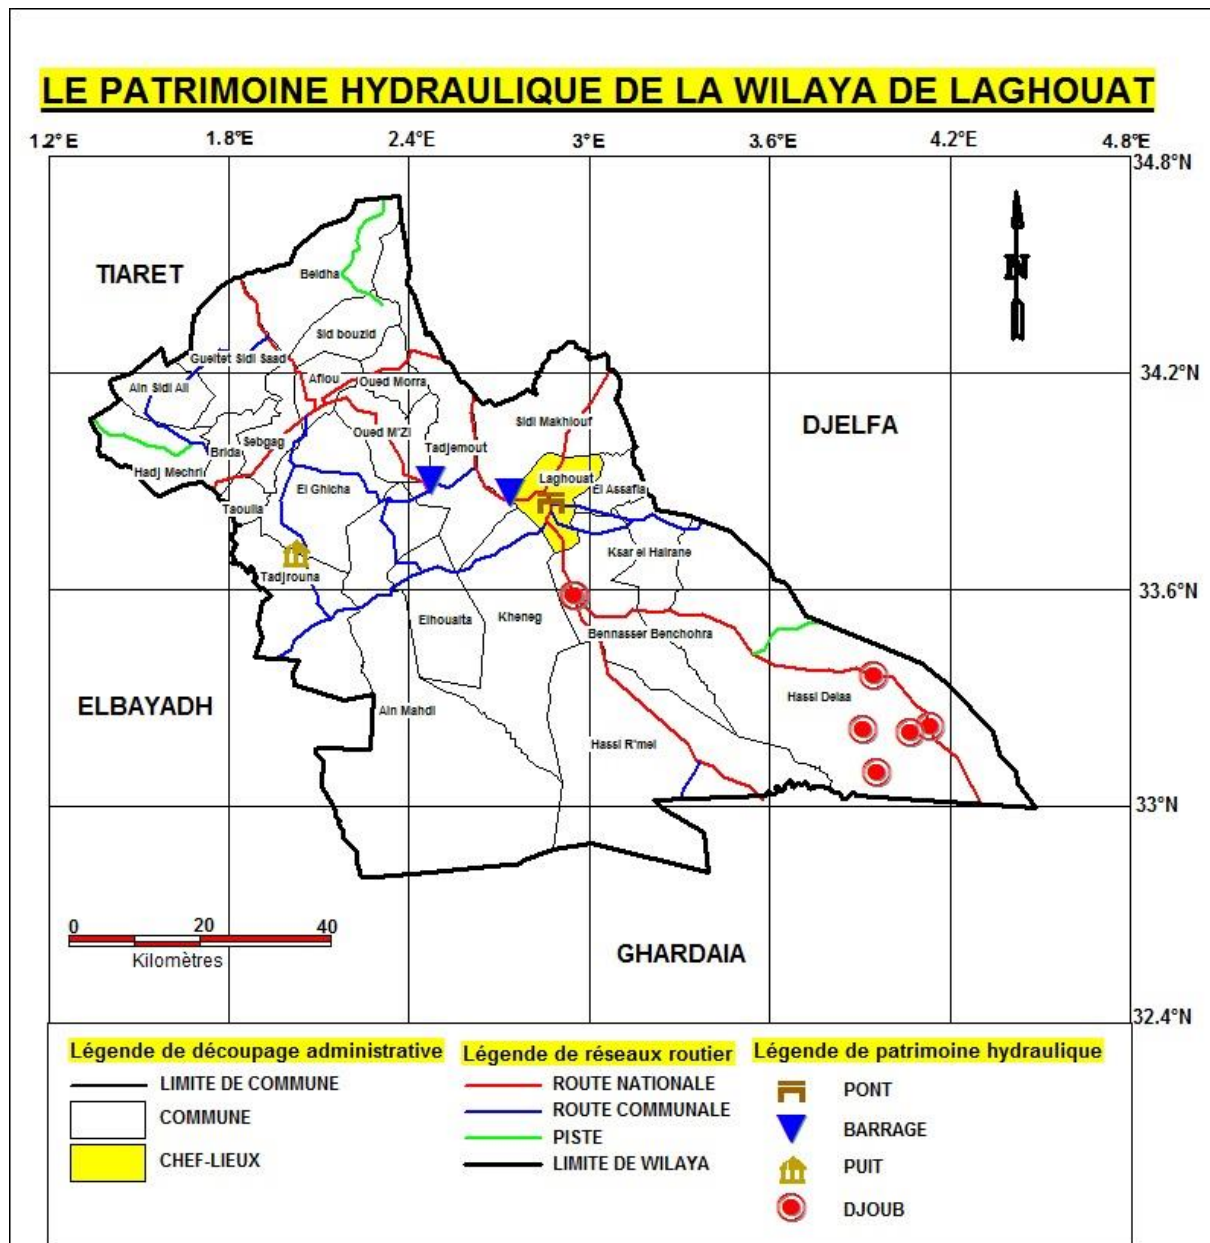 LE PATRIMOINE HYDRAULIQUE DE LA WILAYA DE LAGHOUAT
1.2° E 1.8°E 2.4°E 3°E 3.6°E 4.2°E 4.8°E
34.8°N
TIARET
Beidha
N
Sid bouzid
Gueltet Sidi Saad
34.2°N
Aflou
Oued Morra
Ain Sidi Ali
Sidi Makhlouf
DJELFA
Oued M'Zi
Sebgag
Tadjemout
Brida
Hadj Mechri
Laghouat
El Ghicha
El Assafia
Taouila
Ksar el Hairane
Tadjrouna
33.6°N
Elhouaita
Kheneg
Bennasser Benchohra
ELBAYADH
Hassi Delaa
Ain Mahdi
Hassi R'mel
33°N
0 20 40
Kilomètres
GHARDAIA
32.4°N
Légende de découpage administrative
LIMITE DE COMMUNE
COMMUNE
CHEF-LIEUX
Légende de réseaux routier
ROUTE NATIONALE
ROUTE COMMUNALE
PISTE
LIMITE DE WILAYA
Légende de patrimoine hydraulique
PONT
BARRAGE
PUIT
DJOUB